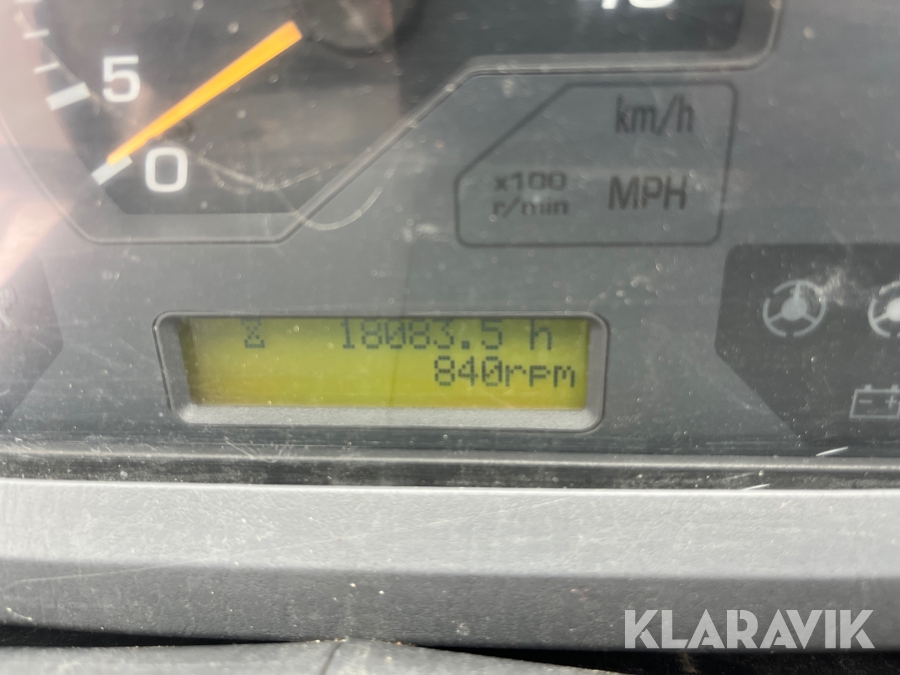 5
0
km/h
x100
r/min MPH
18083.5 h
840rpm
KLARAVIK